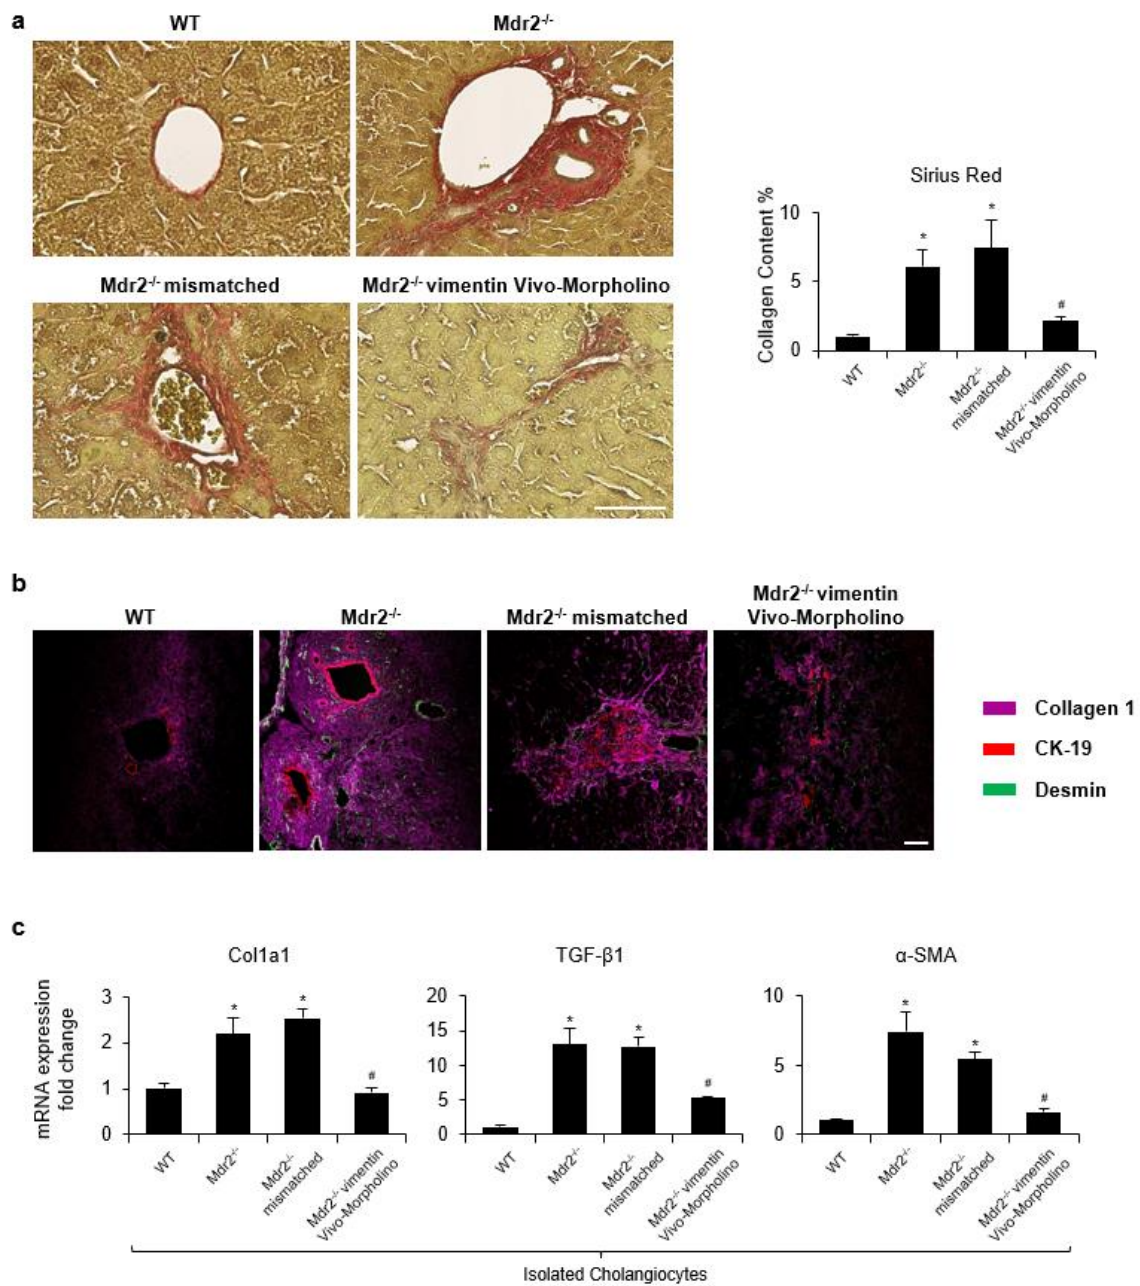 a
WT
Mdr2-/-
Mdr2-/- mismatched
Mdr2-/- vimentin Vivo-Morpholino
Sirius Red
Collagen Content %
10
5
0
*
*
#
WT
Mdr2-/-
Mdr2-/-
mismatched
Mdr2-/- vimentin
Vivo-Morpholino
b
WT
Mdr2-/-
Mdr2-/- mismatched
Mdr2-/- vimentin
Vivo-Morpholino
Collagen 1
CK-19
Desmin
c
mRNA expression
fold change
Col1a1
3
2
1
0
*
*
#
WT
Mdr2-/-
Mdr2-/-
mismatched
Mdr2-/- vimentin
Vivo-Morpholino
TGF-β1
20
15
10
5
0
*
*
#
WT
Mdr2-/-
Mdr2-/-
mismatched
Mdr2-/- vimentin
Vivo-Morpholino
α-SMA
10
5
0
*
*
#
WT
Mdr2-/-
Mdr2-/-
mismatched
Mdr2-/- vimentin
Vivo-Morpholino
Isolated Cholangiocytes